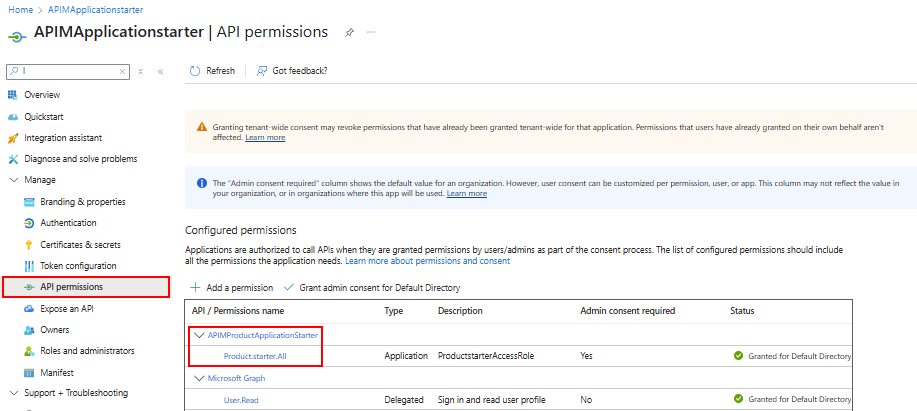 Home > APIMApplicationstarter
APIMApplicationstarter | API permissions
Refresh Got feedback?
Overview
Quickstart
Integration assistant
Diagnose and solve problems
Manage
Branding & properties
Authentication
Certificates & secrets
Token configuration
API permissions
Expose an API
Owners
Roles and administrators
Manifest
Support + Troubleshooting
Granting tenant-wide consent may revoke permissions that have already been granted tenant-wide for that application. Permissions that users have already granted on their own behalf aren't
affected. Learn more
The "Admin consent required" column shows the default value for an organization. However, user consent can be customized per permission, user, or app. This column may not reflect the value in
your organization, or in organizations where this app will be used. Learn more
Configured permissions
Applications are authorized to call APIs when they are granted permissions by users/admins as part of the consent process. The list of configured permissions should include
all the permissions the application needs. Learn more about permissions and consent
Add a permission Grant admin consent for Default Directory
API / Permissions name Type Description Admin consent required Status
APIMProductApplicationStarter
Product.starter.All Application ProductstarterAccessRole Yes Granted for Default Directory
Microsoft Graph
User.Read Delegated Sign in and read user profile No Granted for Default Directory